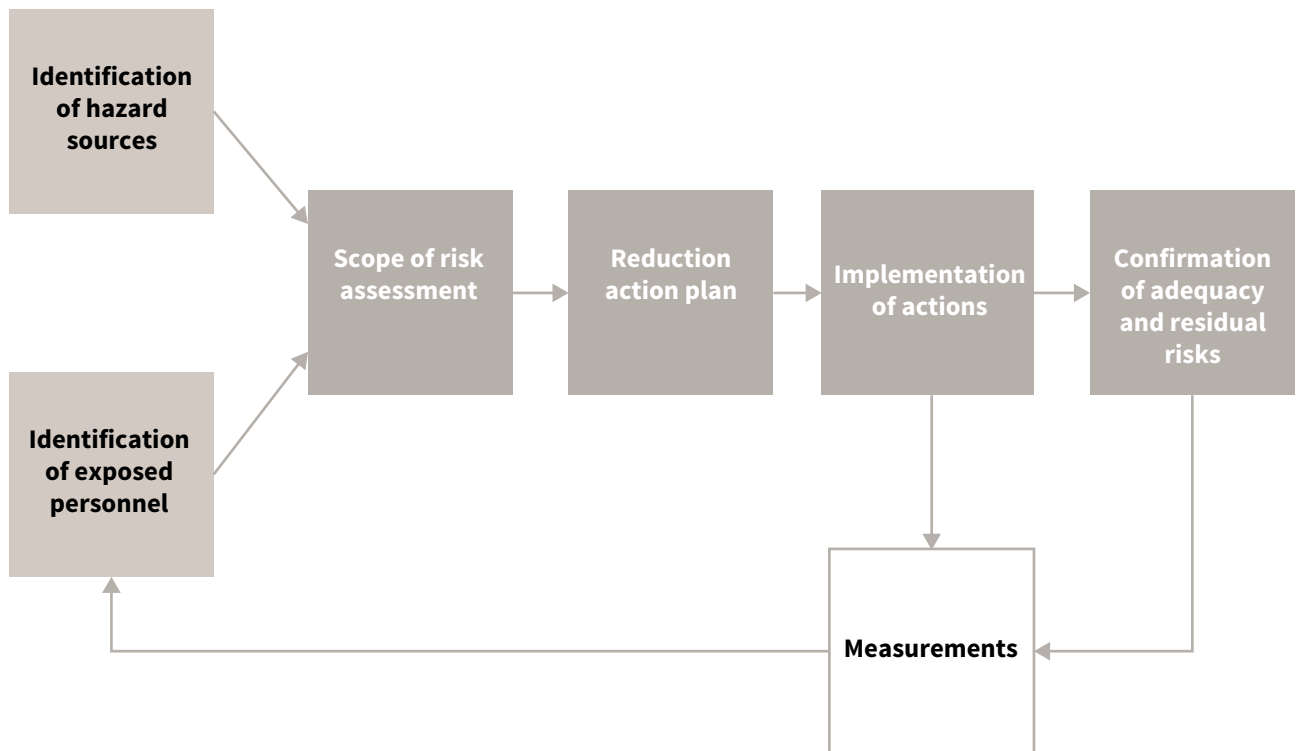 Identification
of hazard
sources
Scope of risk
assessment
Reduction
action plan
Implementation
of actions
Confirmation
of adequacy
and residual
risks
Identification
of exposed
personnel
Measurements